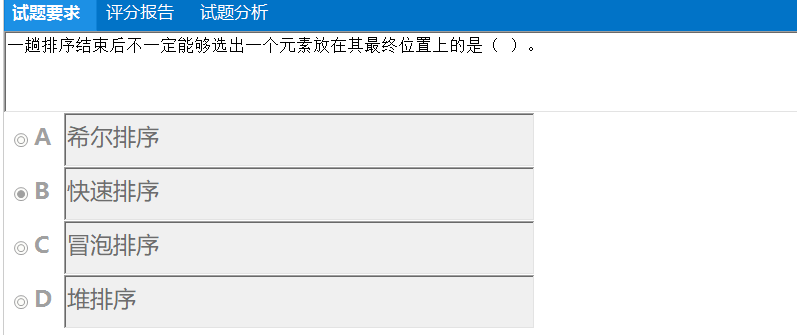 试题要求 评分报告 试题分析
一趟排序结束后不一定能够选出一个元素放在其最终位置上的是（ ）。
A 希尔排序
B 快速排序
C 冒泡排序
D 堆排序